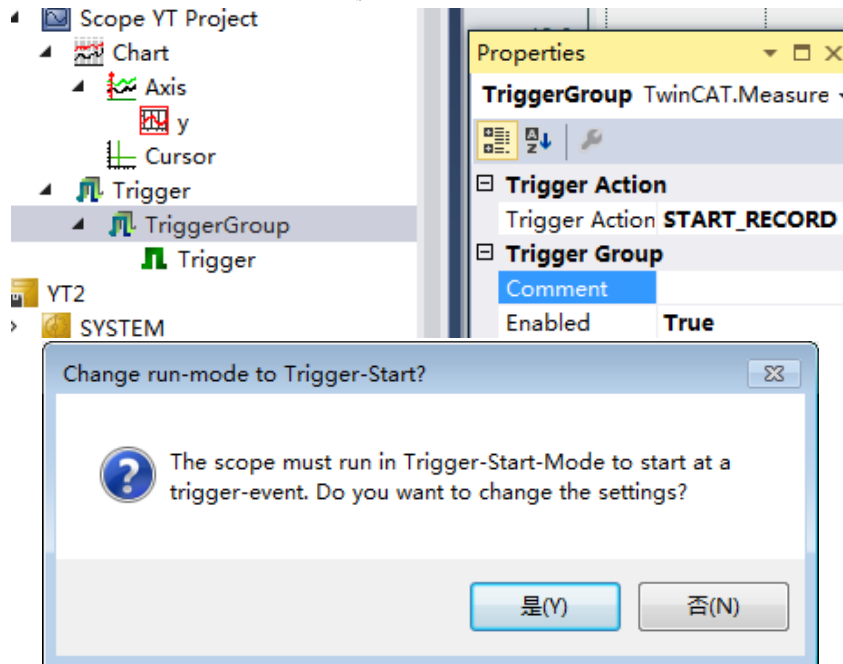 Scope YT Project
Chart
Axis
y
Cursor
Trigger
TriggerGroup
Trigger
YT2
SYSTEM
Properties
TriggerGroup TwinCAT.Measure
Trigger Action
Trigger Action START_RECORD
Trigger Group
Comment
Enabled True
Change run-mode to Trigger-Start?
The scope must run in Trigger-Start-Mode to start at a
trigger-event. Do you want to change the settings?
是(Y) 否(N)